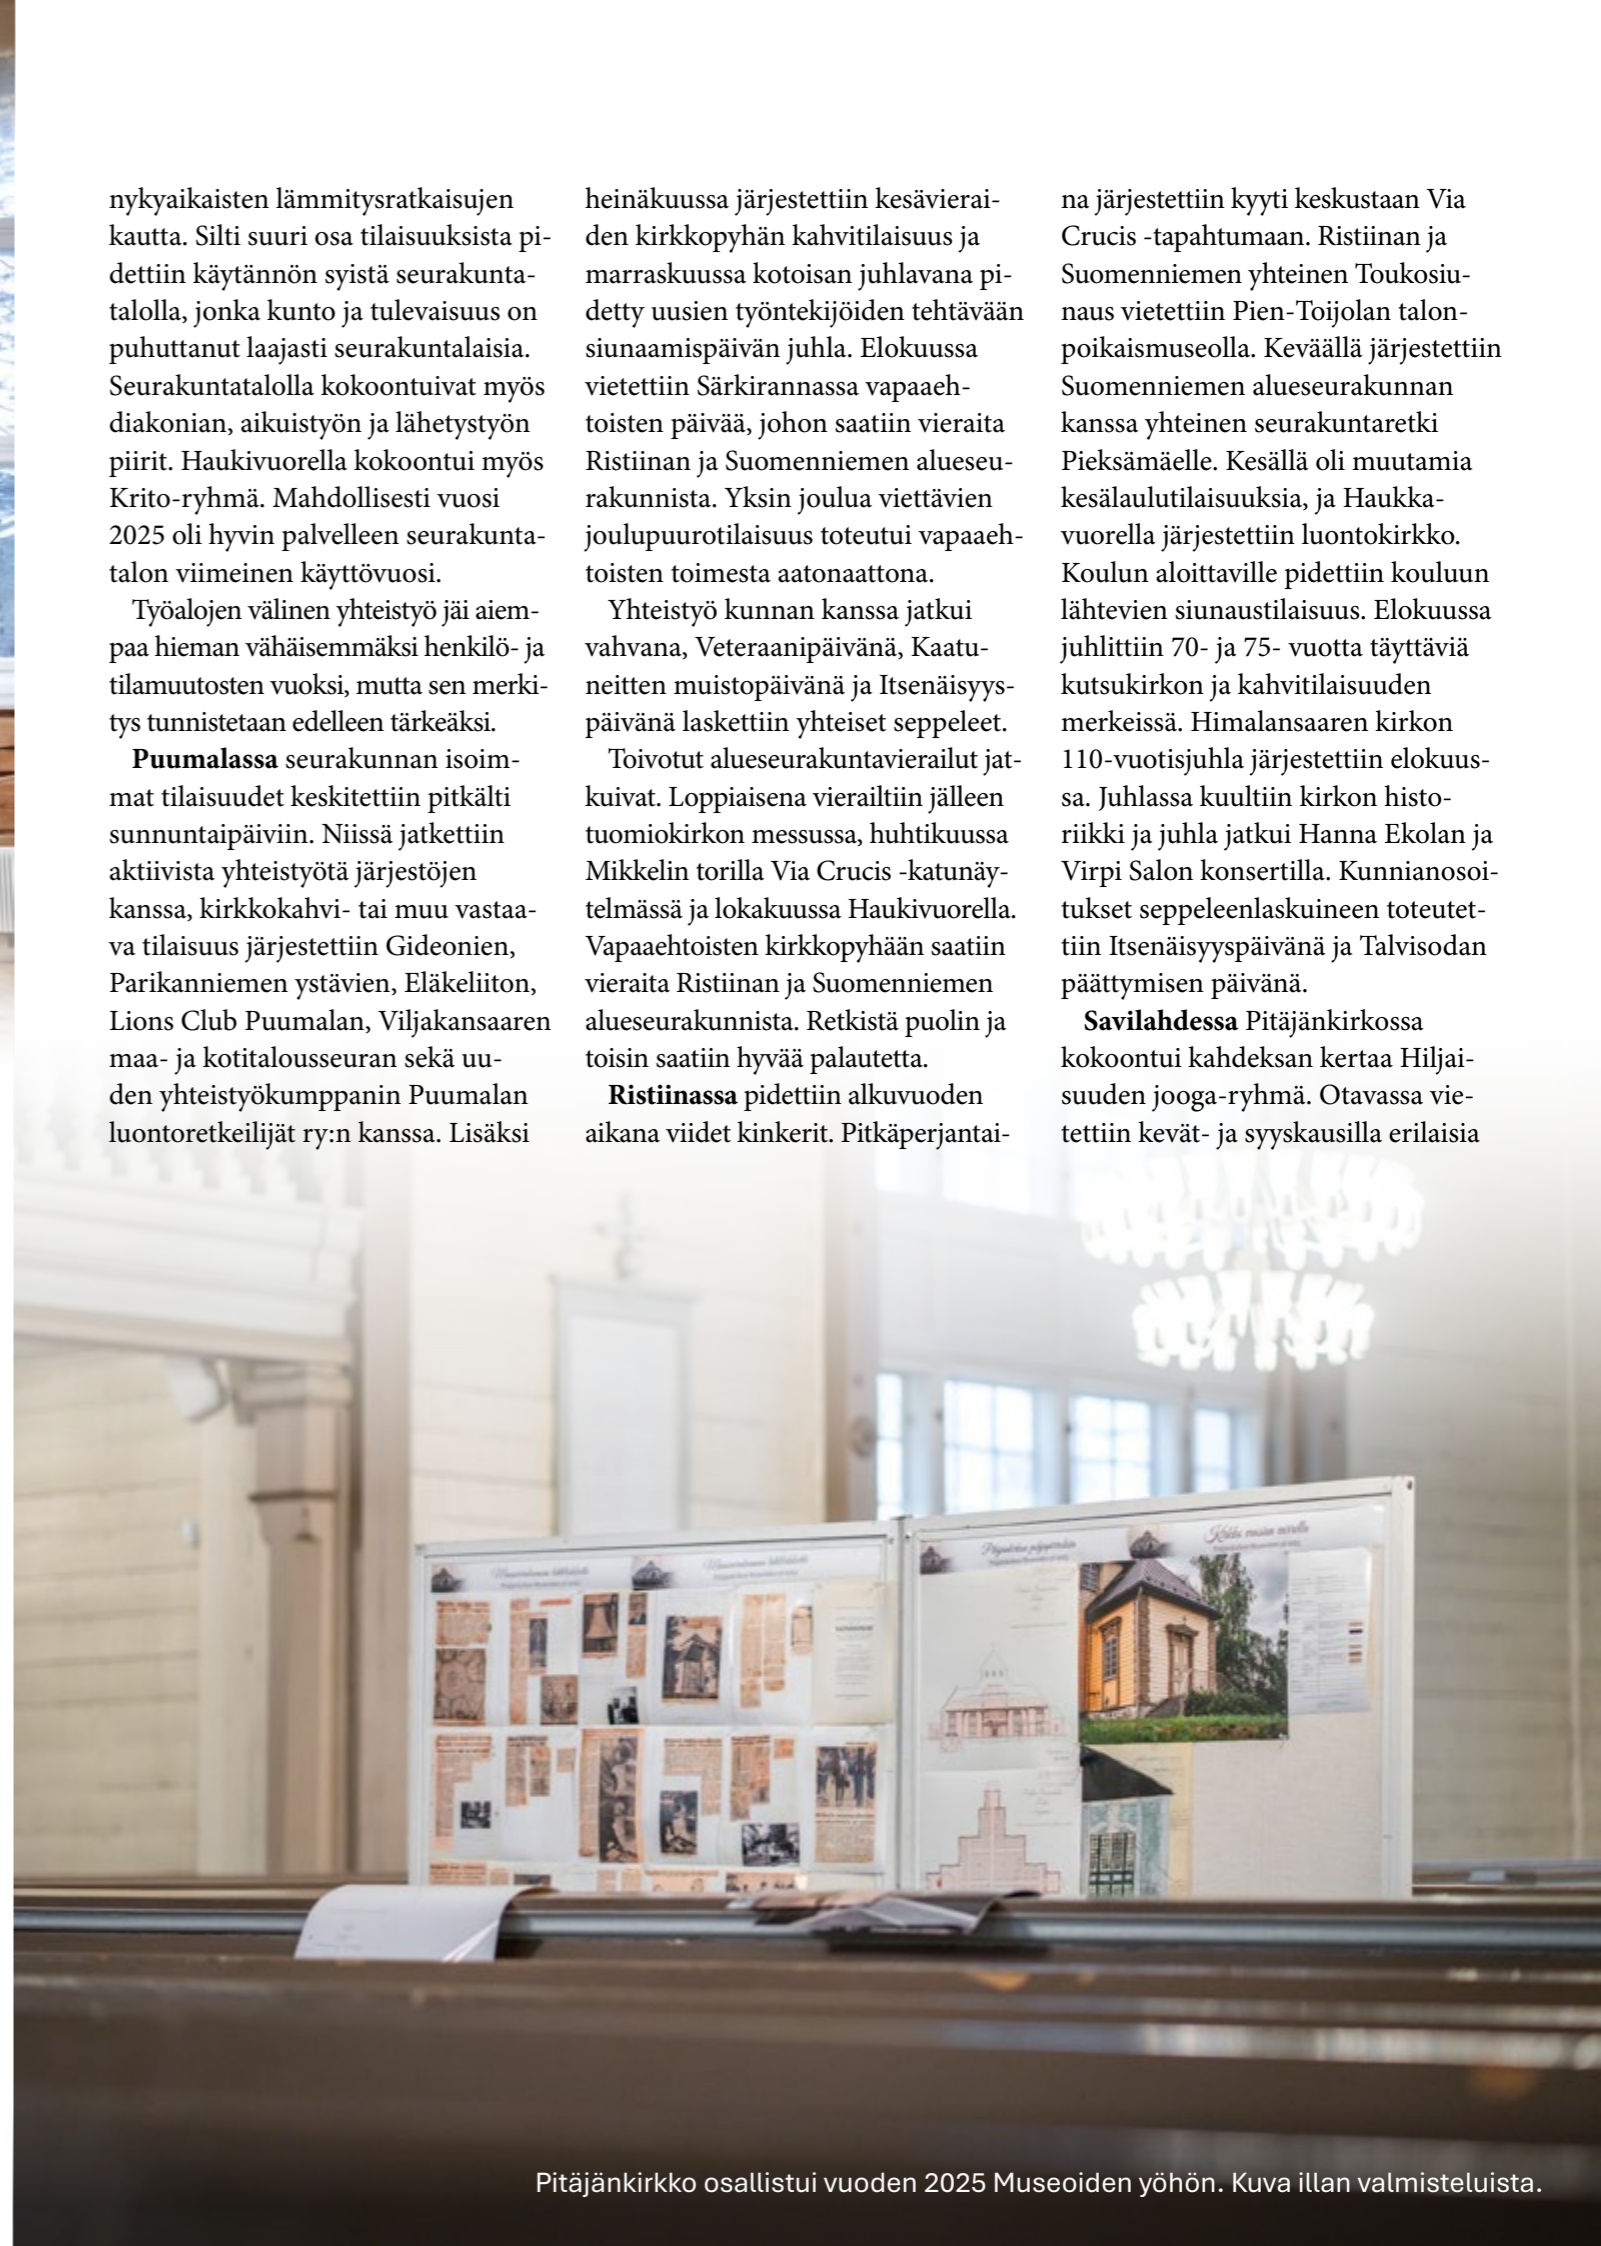 nykyaikaisten lämmitysratkaisujen
kautta. Silti suuri osa tilaisuuksista pi-
dettiin käytännön syistä seurakunta-
talolla, jonka kunto ja tulevaisuus on
puhuttanut laajasti seurakuntalaisia.
Seurakuntatalolla kokoontuivat myös
diakonian, aikuistyön ja lähetystyön
piirit. Haukivuorella kokoontui myös
Krito-ryhmä. Mahdollisesti vuosi
2025 oli hyvin palvelleen seurakunta-
talon viimeinen käyttövuosi.
Työalojen välinen yhteistyö jäi aiem-
paa hieman vähäisemmäksi henkilö- ja
tilamuutosten vuoksi, mutta sen merki-
tys tunnistetaan edelleen tärkeäksi.
Puumalassa seurakunnan isoim-
mat tilaisuudet keskitettiin pitkälti
sunnuntaipäiviin. Niissä jatkettiin
aktiivista yhteistyötä järjestöjen
kanssa, kirkkokahvi- tai muu vastaa-
va tilaisuus järjestettiin Gideonien,
Parikanniemen ystävien, Eläkeliiton,
Lions Club Puumalan, Viljakansaaren
maa- ja kotitalousseuran sekä uu-
den yhteistyökumppanin Puumalan
luontoretkeilijät ry:n kanssa. Lisäksi
heinäkuussa järjestettiin kesävierai-
den kirkkopyhän kahvitilaisuus ja
marraskuussa kotoisan juhlavana pi-
detty uusien työntekijöiden tehtävään
siunaamispäivän juhla. Elokuussa
vietettiin Särkirannassa vapaaeh-
toisten päivää, johon saatiin vieraita
Ristiinan ja Suomenniemen alueseu-
rakunnista. Yksin joulua viettävien
joulupuurotilaisuus toteutui vapaaeh-
toisten toimesta aatonaattona.
Yhteistyö kunnan kanssa jatkui
vahvana, Veteraanipäivänä, Kaatu-
neitten muistopäivänä ja Itsenäisyys-
päivänä laskettiin yhteiset seppeleet.
Toivotut alueseurakuntavierailut jat-
kuivat. Loppiaisena vierailtiin jälleen
tuomiokirkon messussa, huhtikuussa
Mikkelin torilla Via Crucis -katunäy-
telmässä ja lokakuussa Haukivuorella.
Vapaaehtoisten kirkkopyhään saatiin
vieraita Ristiinan ja Suomenniemen
alueseurakunnista. Retkistä puolin ja
toisin saatiin hyvää palautetta.
Ristiinassa pidettiin alkuvuoden
aikana viidet kinkerit. Pitkäperjantai-
na järjestettiin kyyti keskustaan Via
Crucis -tapahtumaan. Ristiinan ja
Suomenniemen yhteinen Toukosiu-
naus vietettiin Pien-Toijolan talon-
poikaismuseolla. Keväällä järjestettiin
Suomenniemen alueseurakunnan
kanssa yhteinen seurakuntaretki
Pieksämäelle. Kesällä oli muutamia
kesälaulutilaisuuksia, ja Haukka-
vuorella järjestettiin luontokirkko.
Koulun aloittaville pidettiin kouluun
lähtevien siunaustilaisuus. Elokuussa
juhlittiin 70- ja 75- vuotta täyttäviä
kutsukirkon ja kahvitilaisuuden
merkeissä. Himalansaaren kirkon
110-vuotisjuhla järjestettiin elokuus-
sa. Juhlassa kuultiin kirkon histo-
riikki ja juhla jatkui Hanna Ekolan ja
Virpi Salon konsertilla. Kunnianosoi-
tukset seppeleenlaskuineen toteutet-
tiin Itsenäisyyspäivänä ja Talvisodan
päättymisen päivänä.
Savilahdessa Pitäjänkirkossa
kokoontui kahdeksan kertaa Hiljai-
suuden jooga-ryhmä. Otavassa vie-
tettiin kevät- ja syyskausilla erilaisia
Pitäjänkirkko osallistui vuoden 2025 Museoiden yöhön. Kuva illan valmisteluista.